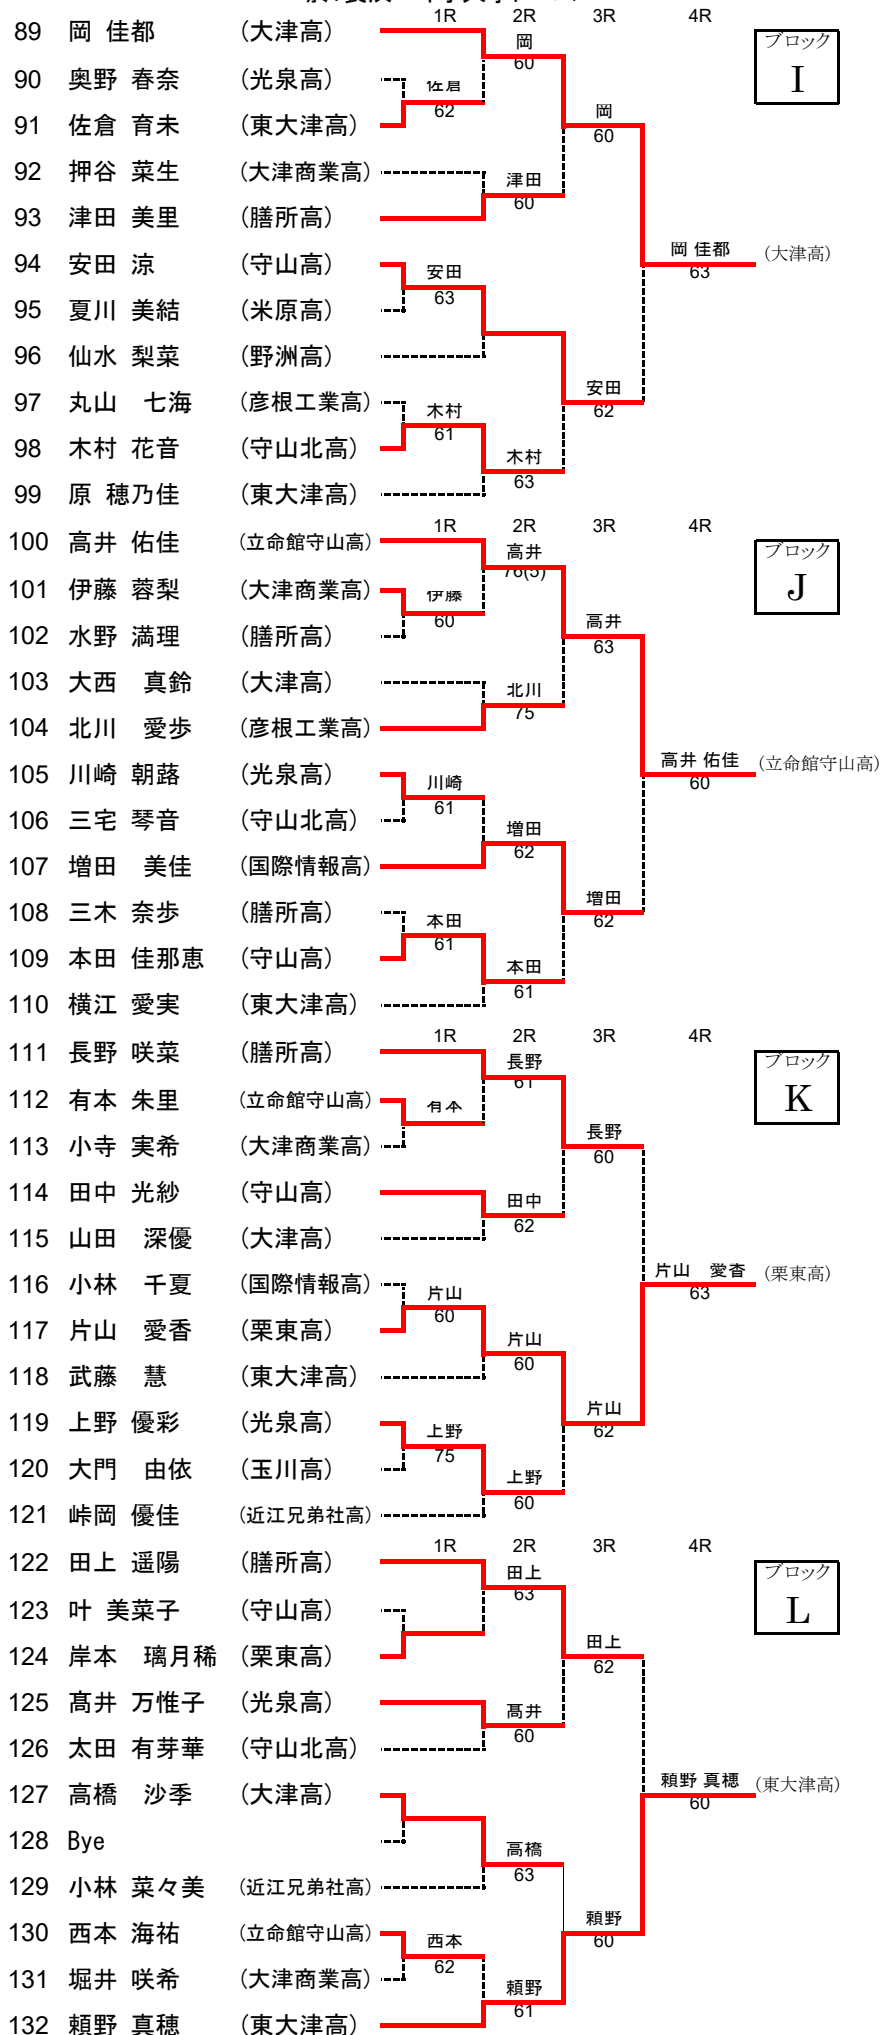 1R 2R 3R 4R
ブロック
I
89 岡 佳都 (大津高)
90 奥野 春奈 (光泉高)
91 佐倉 育未 (東大津高)
92 押谷 菜生 (大津商業高)
93 津田 美里 (膳所高)
94 安田 涼 (守山高)
95 夏川 美結 (米原高)
96 仙水 梨菜 (野洲高)
97 丸山 七海 (彦根工業高)
98 木村 花音 (守山北高)
99 原 穂乃佳 (東大津高)
佐倉
62
安田
63
木村
61
岡
60
津田
60
木村
63
岡
60
安田
62
岡 佳都 (大津高)
63
1R 2R 3R 4R
ブロック
J
100 高井 佑佳 (立命館守山高)
101 伊藤 蓉梨 (大津商業高)
102 水野 満理 (膳所高)
103 大西 真鈴 (大津高)
104 北川 愛歩 (彦根工業高)
105 川崎 朝蕗 (光泉高)
106 三宅 琴音 (守山北高)
107 増田 美佳 (国際情報高)
108 三木 奈歩 (膳所高)
109 本田 佳那恵 (守山高)
110 横江 愛実 (東大津高)
伊藤
60
川崎
61
本田
61
高井
76(5)
北川
75
増田
62
本田
61
高井
63
増田
62
高井 佑佳 (立命館守山高)
60
1R 2R 3R 4R
ブロック
K
111 長野 咲菜 (膳所高)
112 有本 朱里 (立命館守山高)
113 小寺 実希 (大津商業高)
114 田中 光紗 (守山高)
115 山田 深優 (大津高)
116 小林 千夏 (国際情報高)
117 片山 愛香 (栗東高)
118 武藤 慧 (東大津高)
119 上野 優彩 (光泉高)
120 大門 由依 (玉川高)
121 峠岡 優佳 (近江兄弟社高)
有本
片山
60
上野
75
長野
61
田中
62
片山
60
上野
60
長野
60
片山
62
片山 愛香 (栗東高)
63
1R 2R 3R 4R
ブロック
L
122 田上 遥陽 (膳所高)
123 叶 美菜子 (守山高)
124 岸本 璃月稀 (栗東高)
125 髙井 万惟子 (光泉高)
126 太田 有芽華 (守山北高)
127 高橋 沙季 (大津高)
128 Bye
129 小林 菜々美 (近江兄弟社高)
130 西本 海祐 (立命館守山高)
131 堀井 咲希 (大津商業高)
132 頼野 真穂 (東大津高)
西本
62
田上
63
髙井
60
高橋
63
頼野
61
田上
62
頼野
60
頼野 真穂 (東大津高)
60